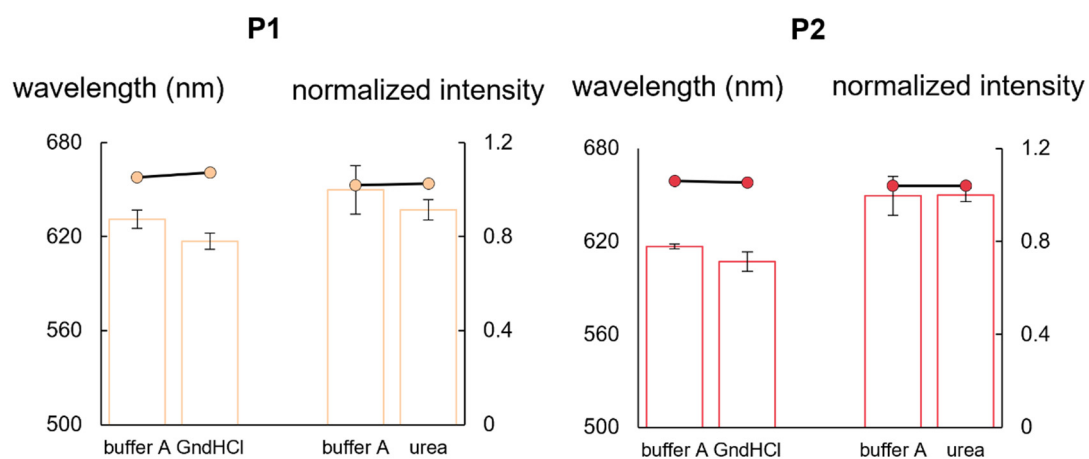 P1
wavelength (nm) normalized intensity
680 1.2
620 0.8
560 0.4
500 0
buffer A GndHCl buffer A urea
P2
wavelength (nm) normalized intensity
680 1.2
620 0.8
560 0.4
500 0
buffer A GndHCl buffer A urea